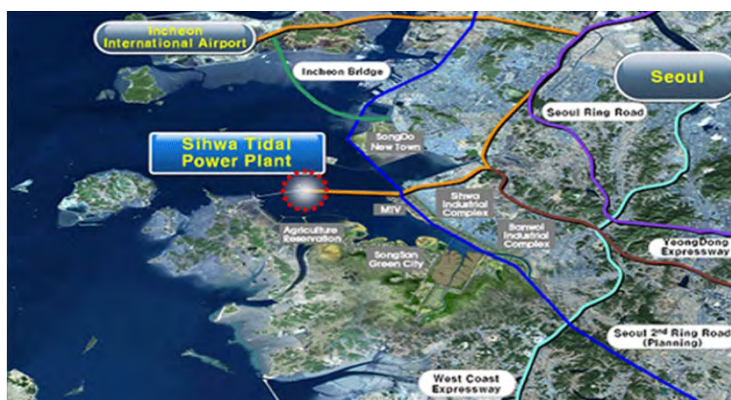 Incheon
International Airport
Incheon Bridge
Seoul
Seoul Ring Road
SongDo
New Town
Sihwa Tidal
Power Plant
MTV
Sihwa
Industrial
Complex
Banwol
Industrial
Complex
Agriculture
Reservation
SongSan
Green City
YeongDong
Expressway
Seoul 2nd Ring Road
(Planning)
West Coast
Expressway